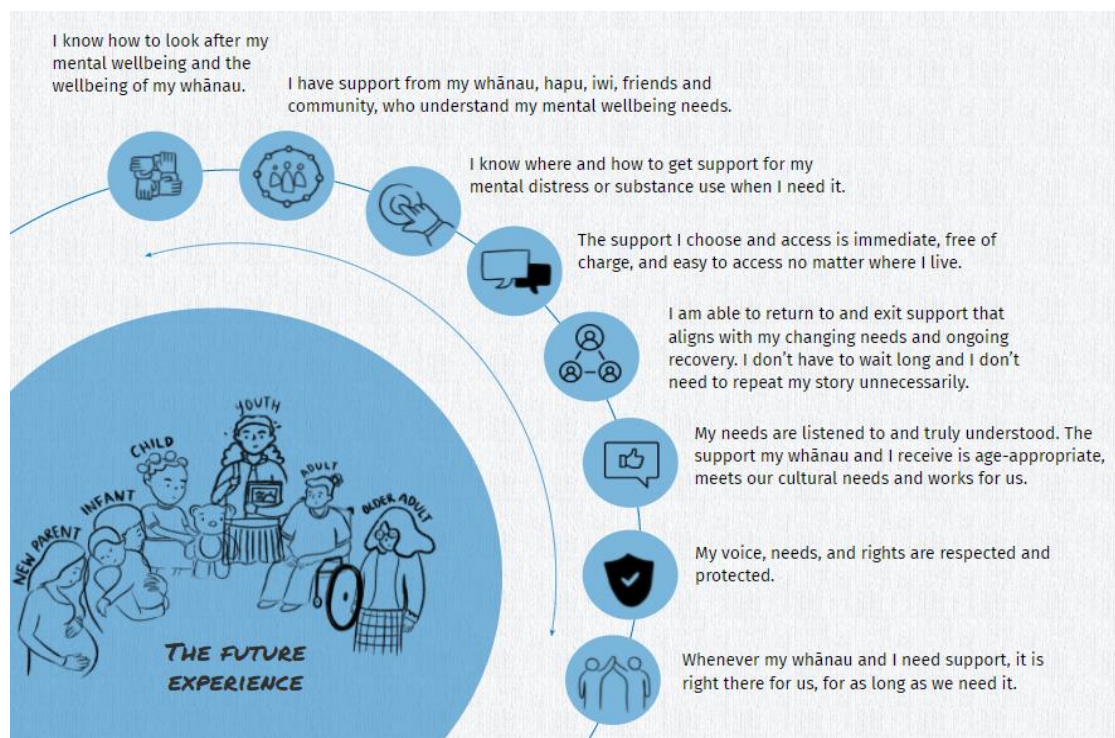 I know how to look after my
mental wellbeing and the
wellbeing of my whānau.
I have support from my whānau, hapu, iwi, friends and
community, who understand my mental wellbeing needs.
I know where and how to get support for my
mental distress or substance use when I need it.
The support I choose and access is immediate, free of
charge, and easy to access no matter where I live.
I am able to return to and exit support that
aligns with my changing needs and ongoing
recovery. I don’t have to wait long and I don’t
need to repeat my story unnecessarily.
My needs are listened to and truly understood. The
support my whānau and I receive is age-appropriate,
meets our cultural needs and works for us.
My voice, needs, and rights are respected and
protected.
Whenever my whānau and I need support, it is
right there for us, for as long as we need it.
NEW PARENT
INFANT
CHILD
YOUTH
ADULT
OLDER ADULT
THE FUTURE
EXPERIENCE